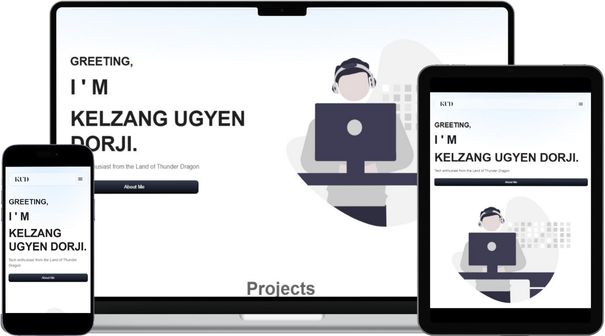 GREETING,
I ' M
KELZANG UGYEN
DORJI.
enthusiast from the Land of Thunder Dragon
About Me
Projects
KUD
GREETING,
I ' M
KELZANG
UGYEN DORJI.
Tech enthusiast from the Land of Thunder
Dragon
About Me
KUD
GREETING,
I ' M
KELZANG UGYEN DORJI.
Tech enthusiast from the Land of Thunder Dragon
About Me